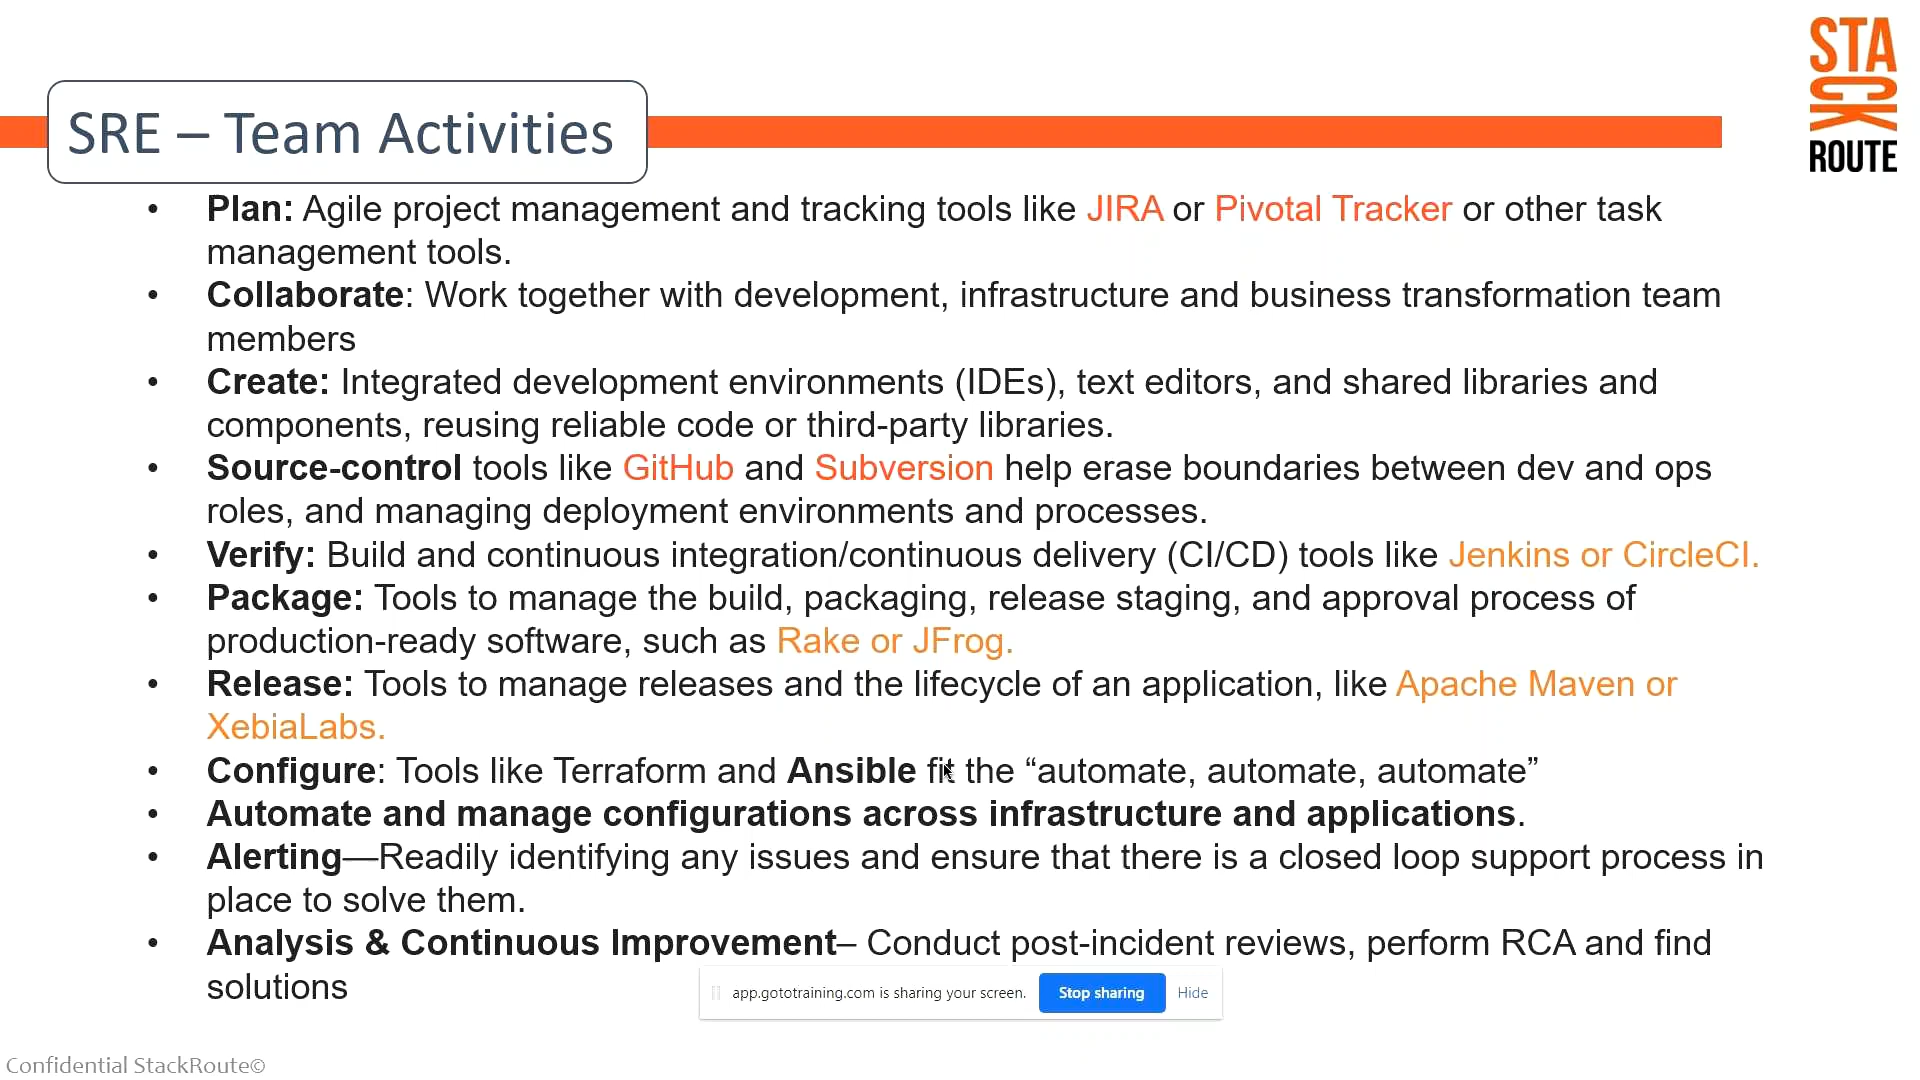 STA
CK
ROUTE
SRE – Team Activities
• Plan: Agile project management and tracking tools like JIRA or Pivotal Tracker or other task
management tools.
• Collaborate: Work together with development, infrastructure and business transformation team
members
• Create: Integrated development environments (IDEs), text editors, and shared libraries and
components, reusing reliable code or third-party libraries.
• Source-control tools like GitHub and Subversion help erase boundaries between dev and ops
roles, and managing deployment environments and processes.
• Verify: Build and continuous integration/continuous delivery (CI/CD) tools like Jenkins or CircleCI.
• Package: Tools to manage the build, packaging, release staging, and approval process of
production-ready software, such as Rake or JFrog.
• Release: Tools to manage releases and the lifecycle of an application, like Apache Maven or
XebiaLabs.
• Configure: Tools like Terraform and Ansible fit the “automate, automate, automate”
• Automate and manage configurations across infrastructure and applications.
• Alerting—Readily identifying any issues and ensure that there is a closed loop support process in
place to solve them.
• Analysis & Continuous Improvement– Conduct post-incident reviews, perform RCA and find
solutions
app.gototraining.com is sharing your screen. Stop sharing Hide
Confidential StackRoute©